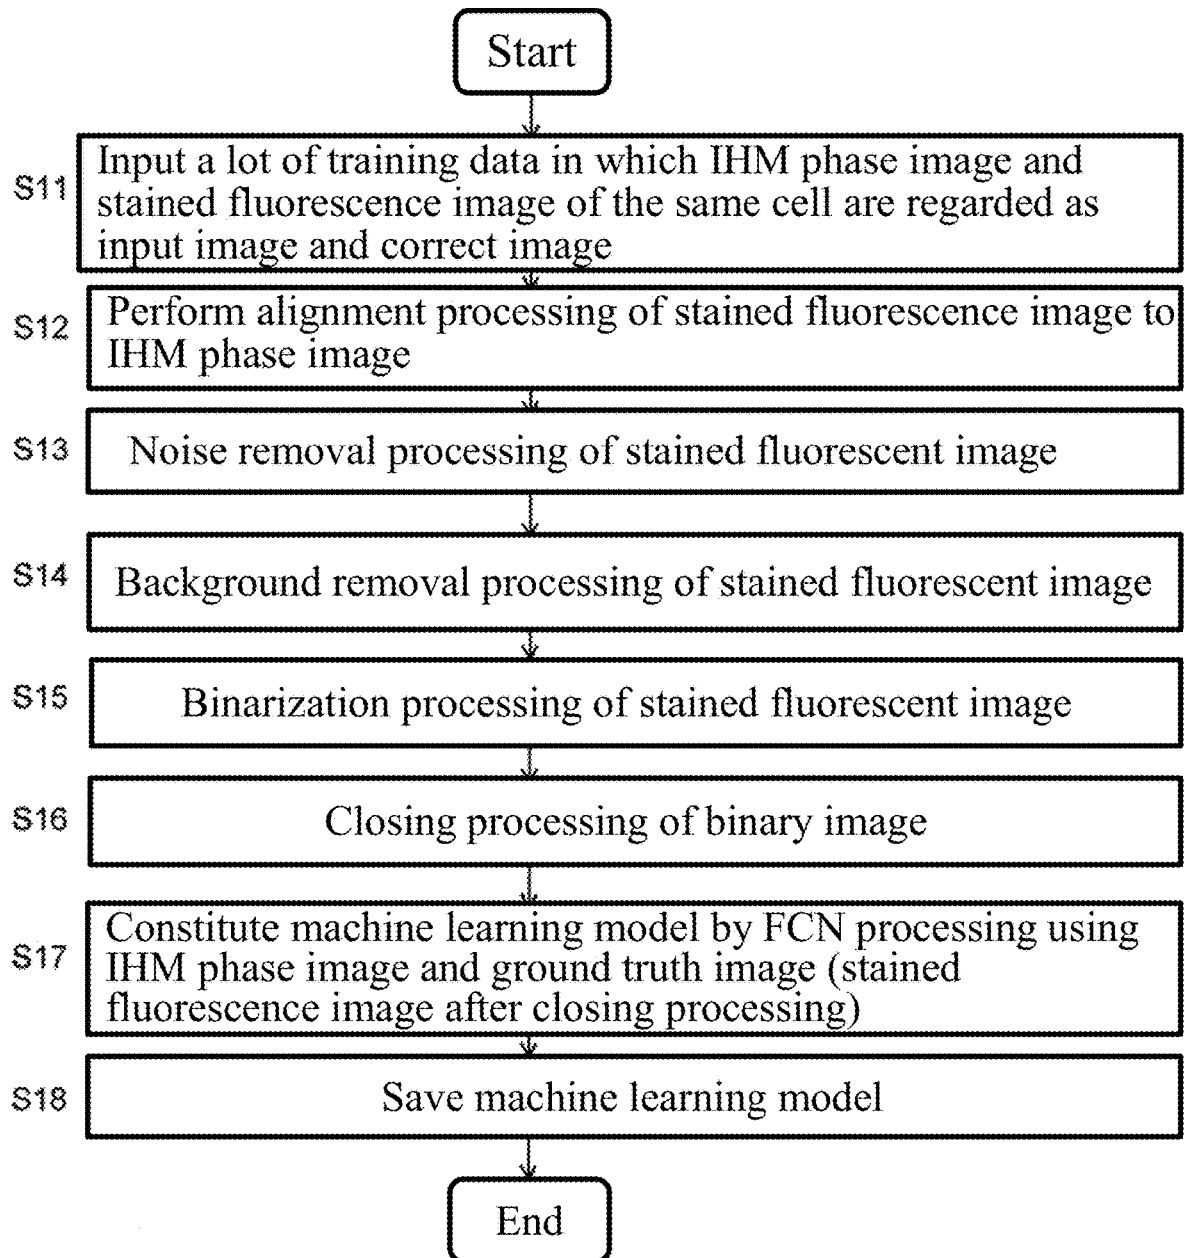 Start
S11
Input a lot of training data in which IHM phase image and
stained fluorescence image of the same cell are regarded as
input image and correct image
S12
Perform alignment processing of stained fluorescence image to
IHM phase image
S13
Noise removal processing of stained fluorescent image
S14
Background removal processing of stained fluorescent image
S15
Binarization processing of stained fluorescent image
S16
Closing processing of binary image
S17
Constitute machine learning model by FCN processing using
IHM phase image and ground truth image (stained
fluorescence image after closing processing)
S18
Save machine learning model
End